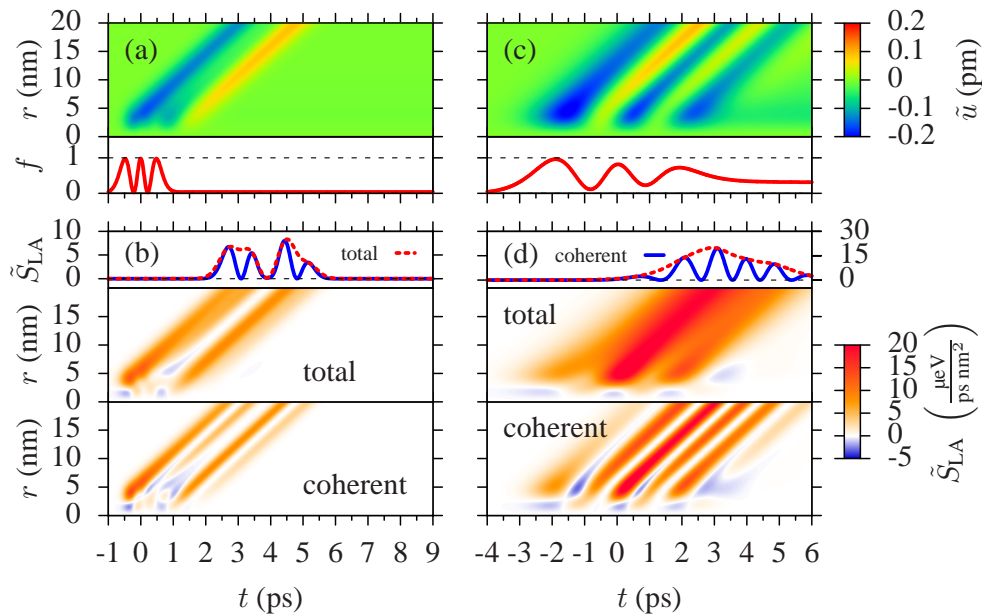 20
15
10
5
0
r (nm)
(a)
(c)
0.2
0.1
0
-0.1
-0.2
ũ (pm)
1
0
f
10
5
0
S̃LA
(b)
total
(d)
coherent
30
15
0
15
10
5
0
r (nm)
total
total
15
10
5
0
r (nm)
coherent
coherent
20
15
10
5
0
-5
S̃LA (μeV / ps nm²)
-1 0 1 2 3 4 5 6 7 8 9
-4 -3 -2 -1 0 1 2 3 4 5 6
t (ps)
t (ps)